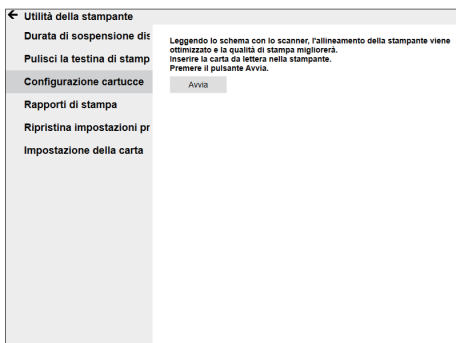 Utilità della stampante
Durata di sospensione dis
Pulisci la testina di stamp
Configurazione cartucce
Rapporti di stampa
Ripristina impostazioni pr
Impostazione della carta
Leggendo lo schema con lo scanner, l'allineamento della stampante viene
ottimizzato e la qualità di stampa migliorerà.
Inserire la carta da lettera nella stampante.
Premere il pulsante Avvia.
Avvia